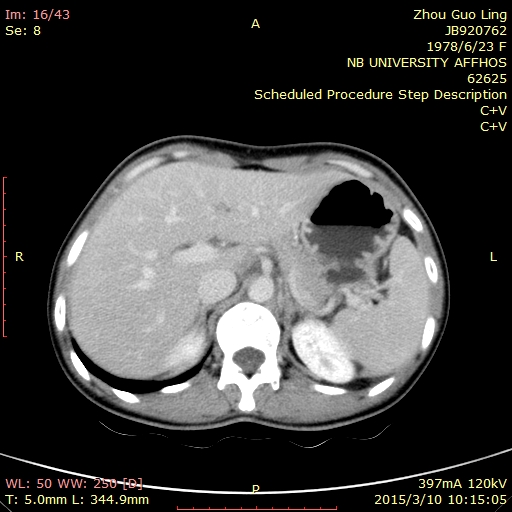 Im: 16/43
Se: 8
A
Zhou Guo Ling
JB920762
1978/6/23 F
NB UNIVERSITY AFFHOS
62625
Scheduled Procedure Step Description
C+V
C+V
R
L
WL: 50 WW: 250 [D]
T: 5.0mm L: 344.9mm
P
397mA 120kV
2015/3/10 10:15:05